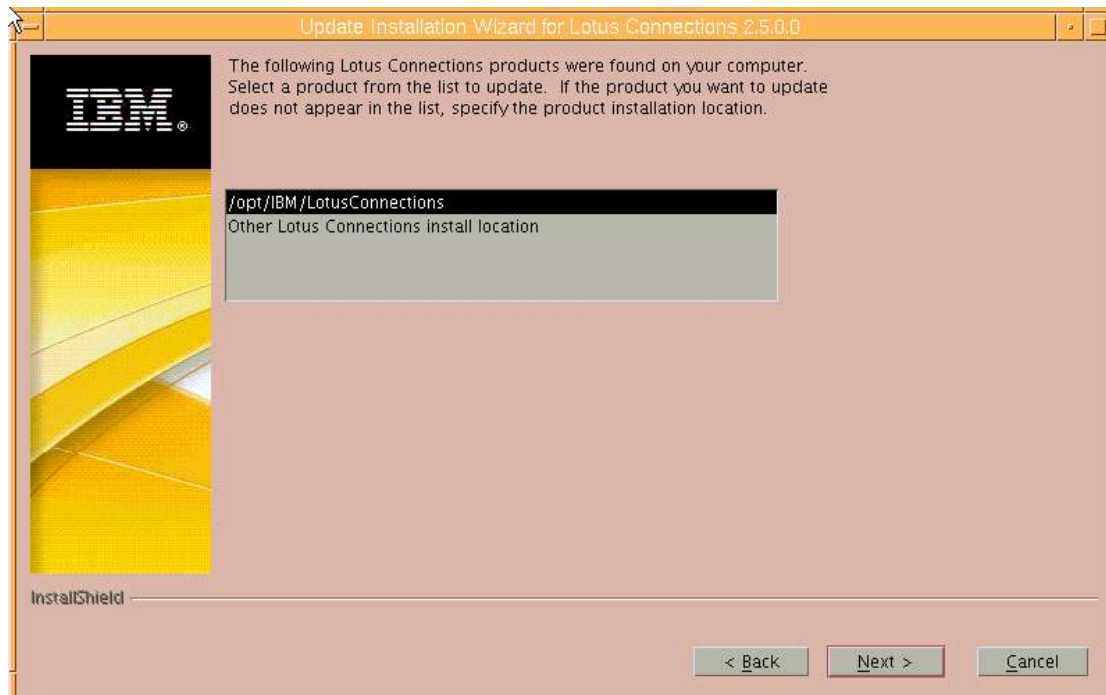 Update Installation Wizard for Lotus Connections 2.5.0.0
IBM®
The following Lotus Connections products were found on your computer.
Select a product from the list to update. If the product you want to update
does not appear in the list, specify the product installation location.
/opt/IBM/LotusConnections
Other Lotus Connections install location
InstallShield
< Back
Next >
Cancel